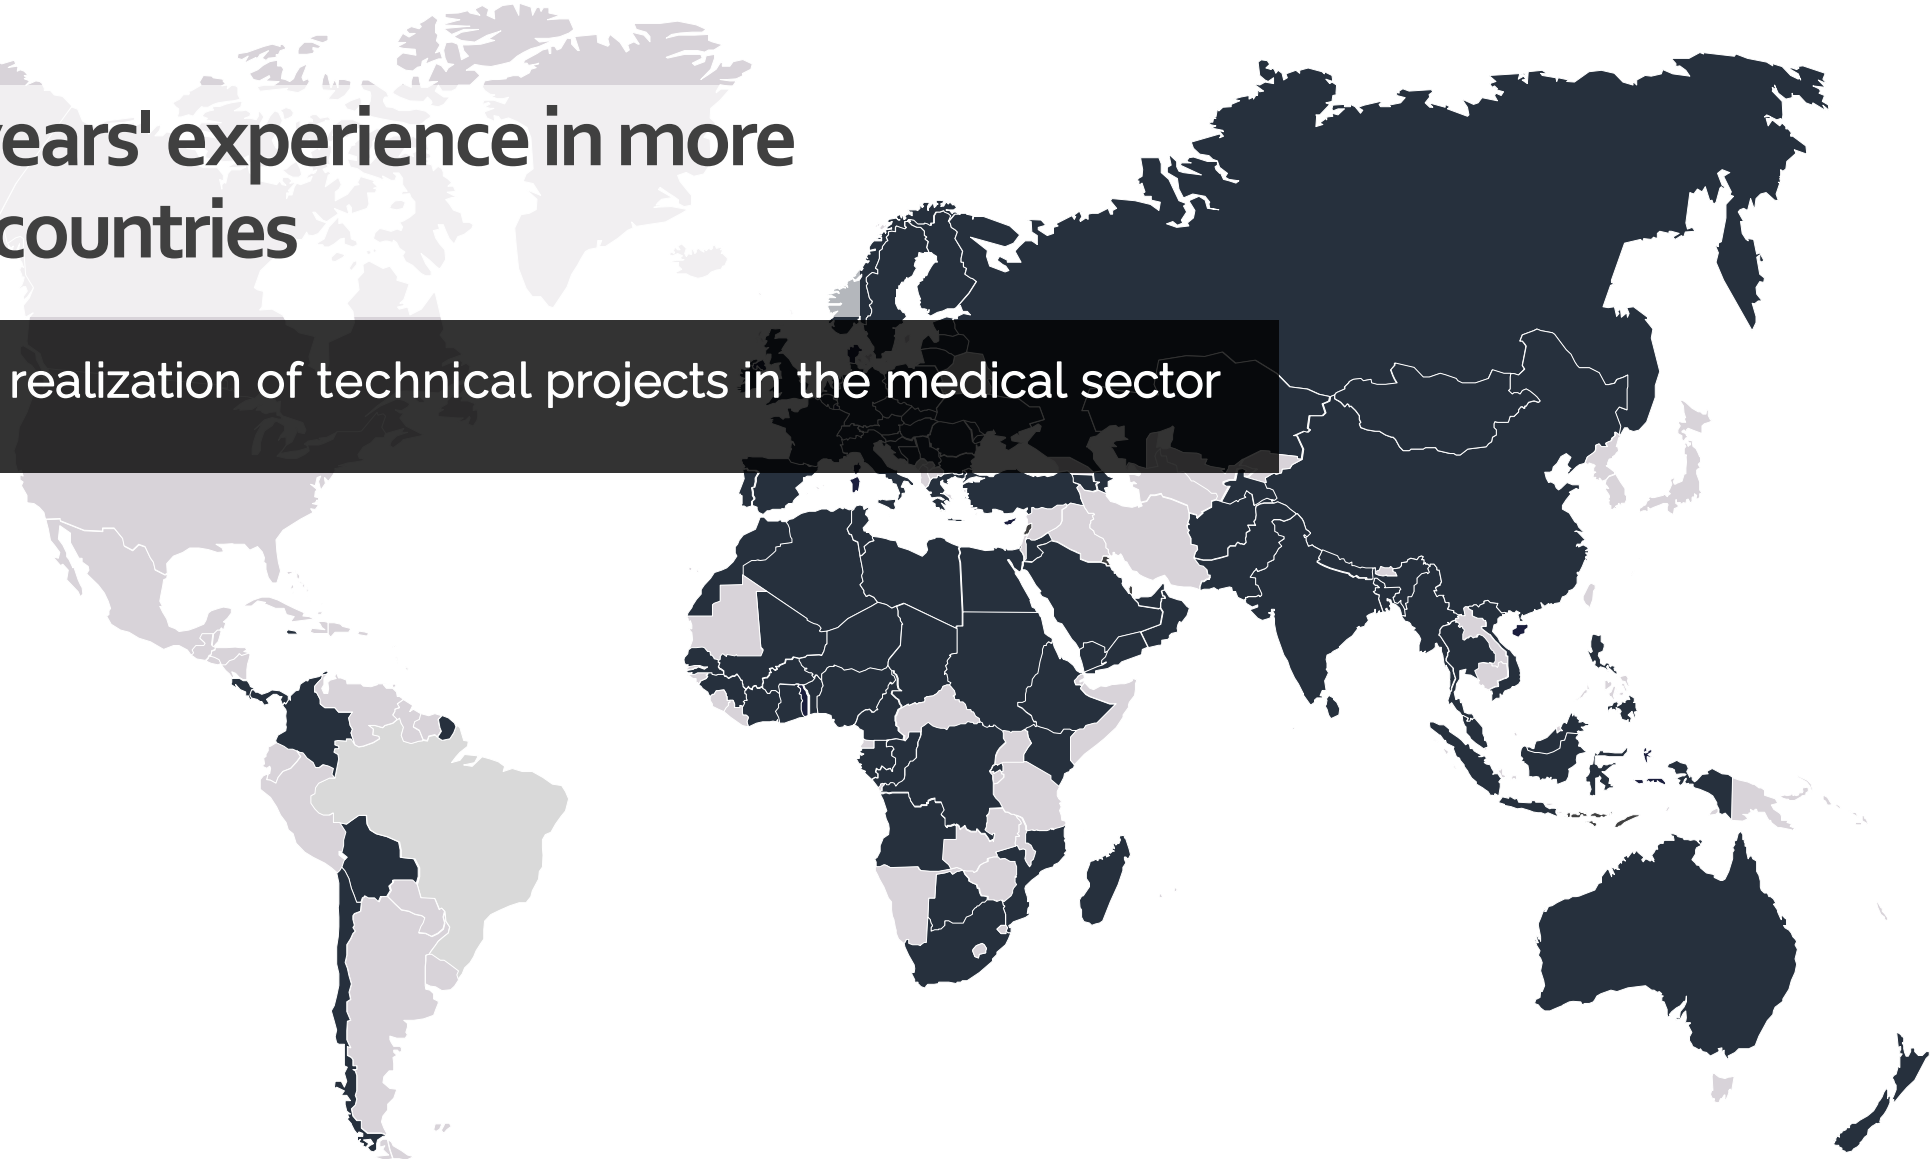 ears' experience in more
countries
realization of technical projects in the medical sector